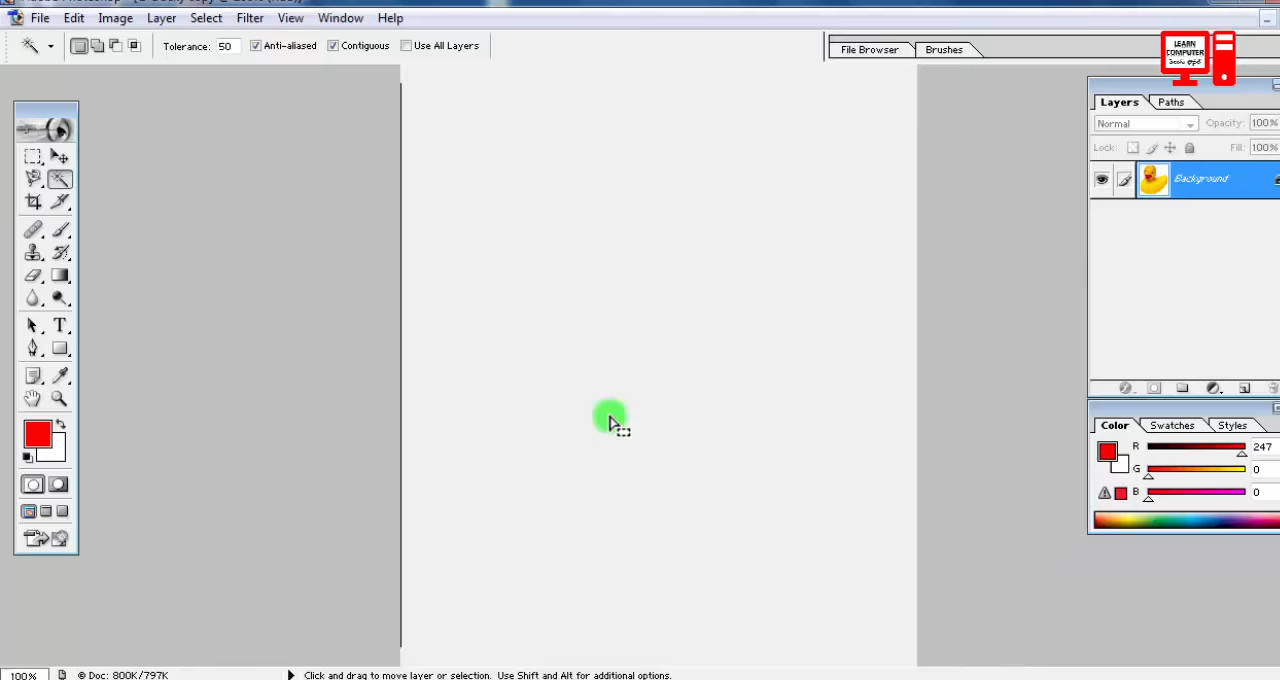 File Edit Image Layer Select Filter View Window Help
Tolerance: 50 Anti-aliased Contiguous Use All Layers
File Browser Brushes
LEARN
COMPUTER
Layers Paths
Normal Opacity: 100%
Lock: Fill: 100%
Background
T
Color Swatches Styles
R 247
G 0
B 0
100% Doc: 800K/797K Click and drag to move layer or selection. Use Shift and Alt for additional options.